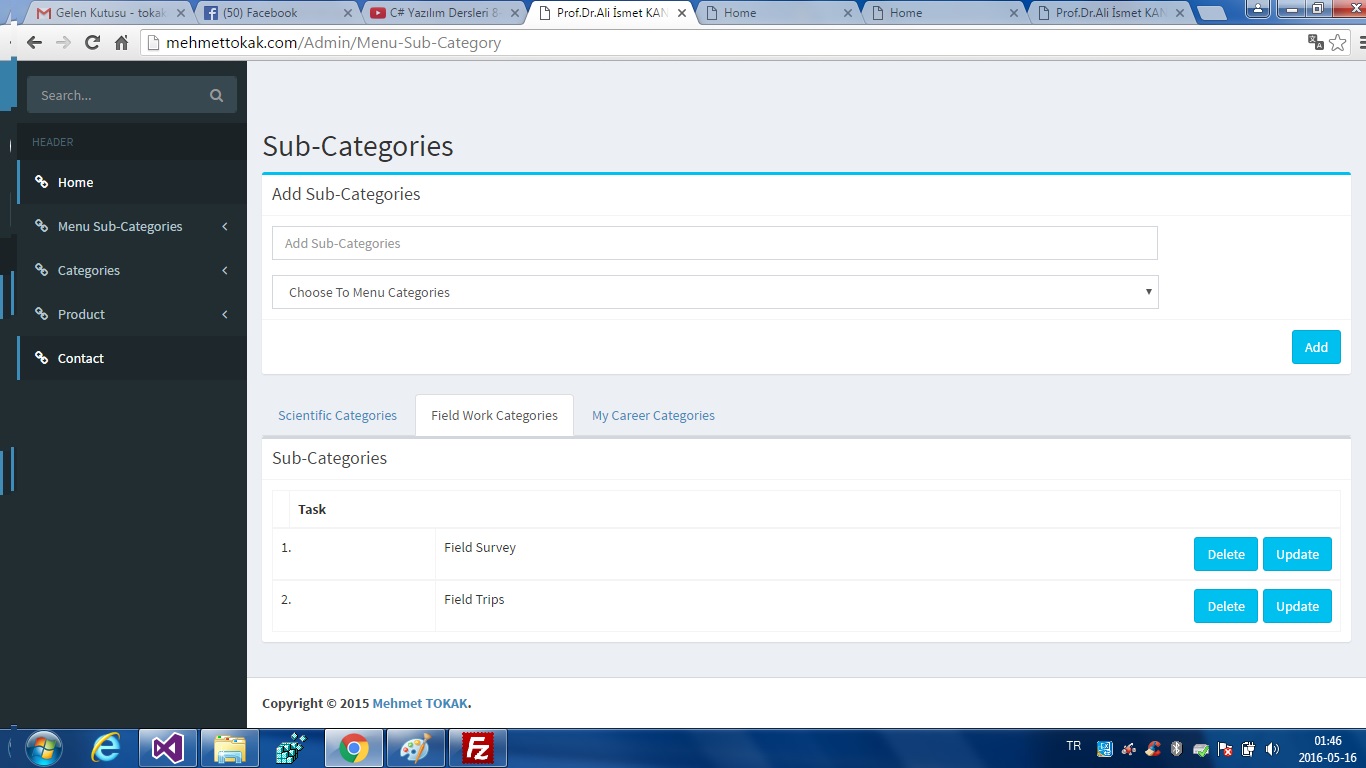 Gelen Kutusu - tokak
(50) Facebook
C# Yazılım Dersleri 8-
Prof.Dr.Ali İsmet KAN
Home
Home
Prof.Dr.Ali İsmet KAN
mehmettokak.com/Admin/Menu-Sub-Category
Search...
HEADER
Home
Menu Sub-Categories
Categories
Product
Contact
Sub-Categories
Add Sub-Categories
Add Sub-Categories
Choose To Menu Categories
Add
Scientific Categories
Field Work Categories
My Career Categories
Sub-Categories
Task
1. Field Survey Delete Update
2. Field Trips Delete Update
Copyright © 2015 Mehmet TOKAK.
TR
01:46
2016-05-16